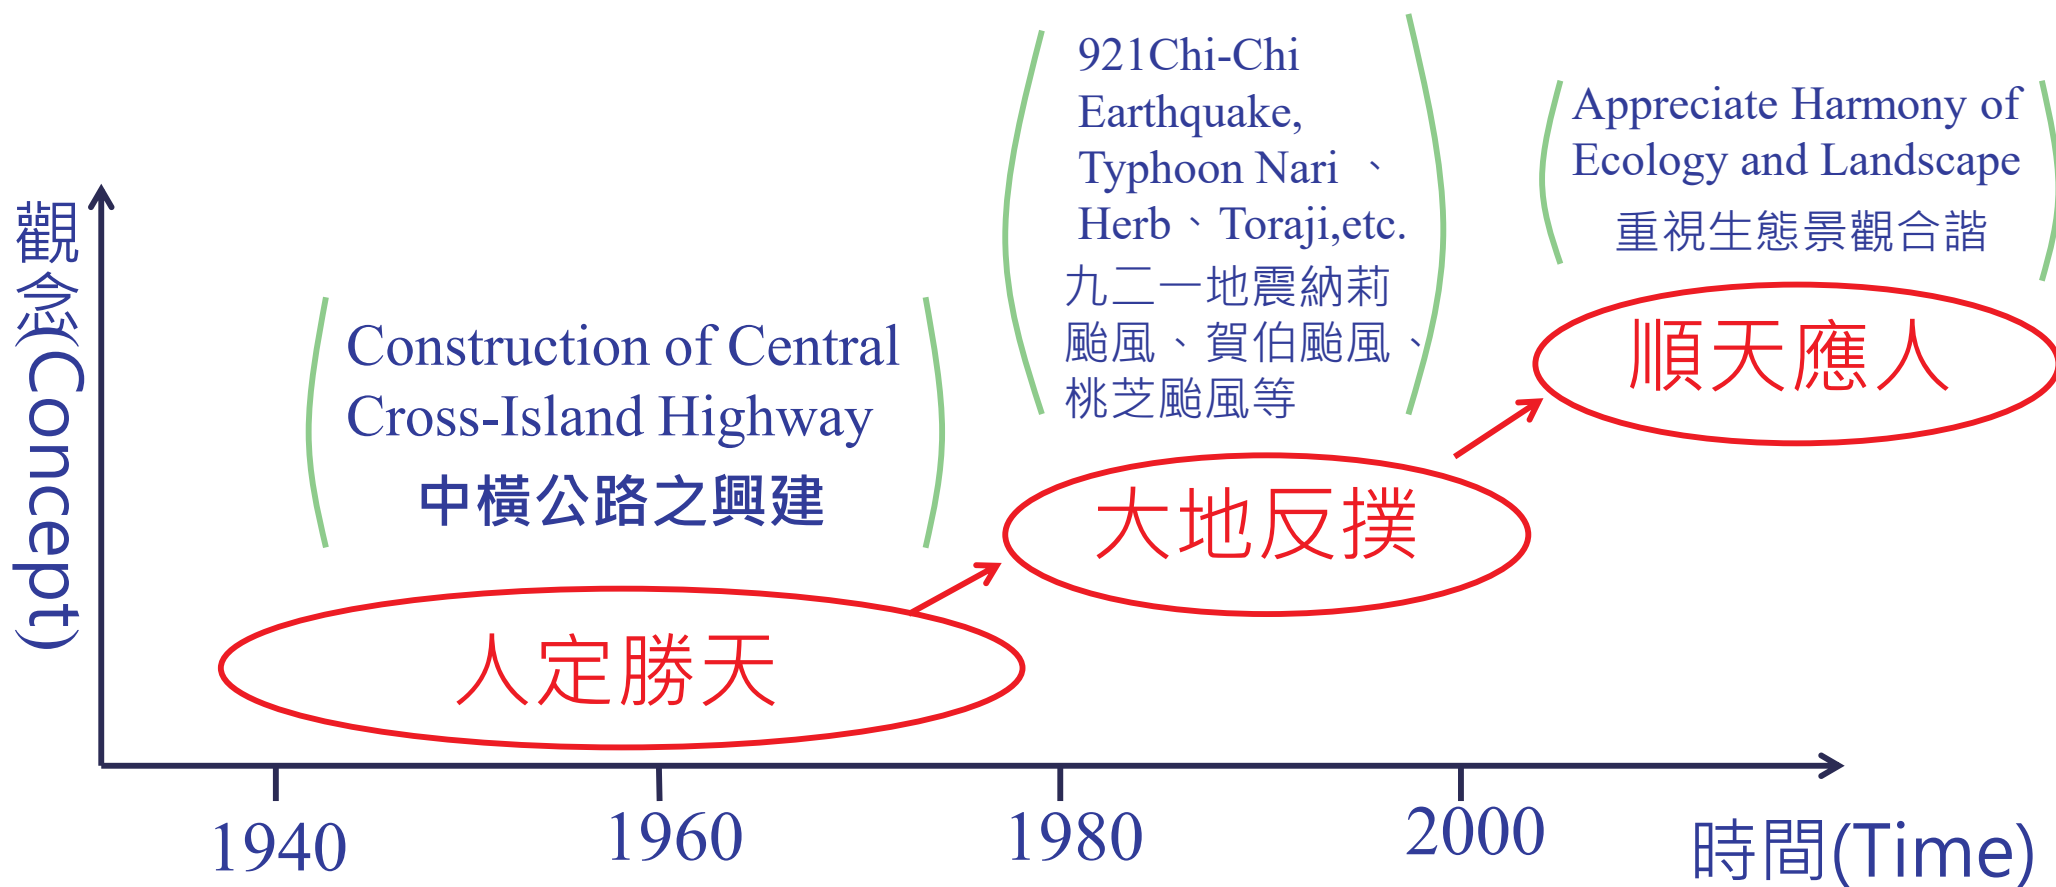 觀念(Concept)
Construction of Central
Cross-Island Highway
中橫公路之興建
人定勝天
921Chi-Chi
Earthquake,
Typhoon Nari 、
Herb、Toraji,etc.
九二一地震納莉
颱風、賀伯颱風、
桃芝颱風等
大地反撲
Appreciate Harmony of
Ecology and Landscape
重視生態景觀合諧
順天應人
1940
1960
1980
2000
時間(Time)